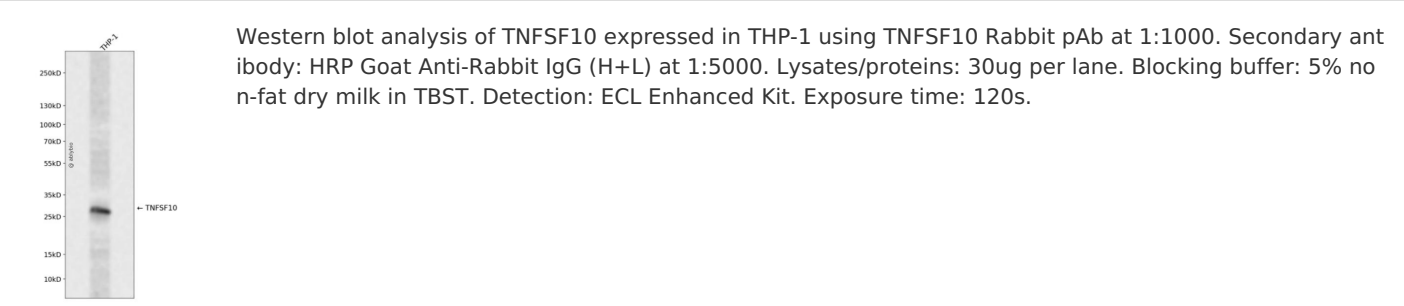 THP-1
Western blot analysis of TNFSF10 expressed in THP-1 using TNFSF10 Rabbit pAb at 1:1000. Secondary ant
ibody: HRP Goat Anti-Rabbit IgG (H+L) at 1:5000. Lysates/proteins: 30ug per lane. Blocking buffer: 5% no
n-fat dry milk in TBST. Detection: ECL Enhanced Kit. Exposure time: 120s.
250kD
130kD
100kD
70kD
55kD
© abybio
35kD
← TNFSF10
25kD
15kD
10kD